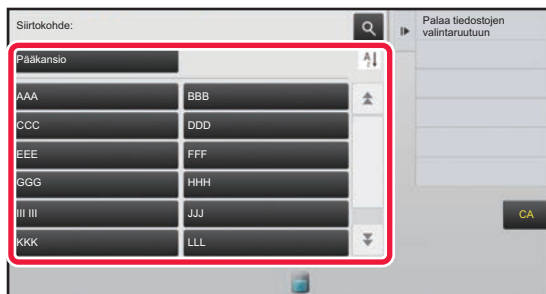 Siirtokohde:
Palaa tiedostojen
valintaruutuun
Pääkansio
AAA BBB
CCC DDD
EEE FFF
GGG HHH
III III JJJ
KKK LLL
CA